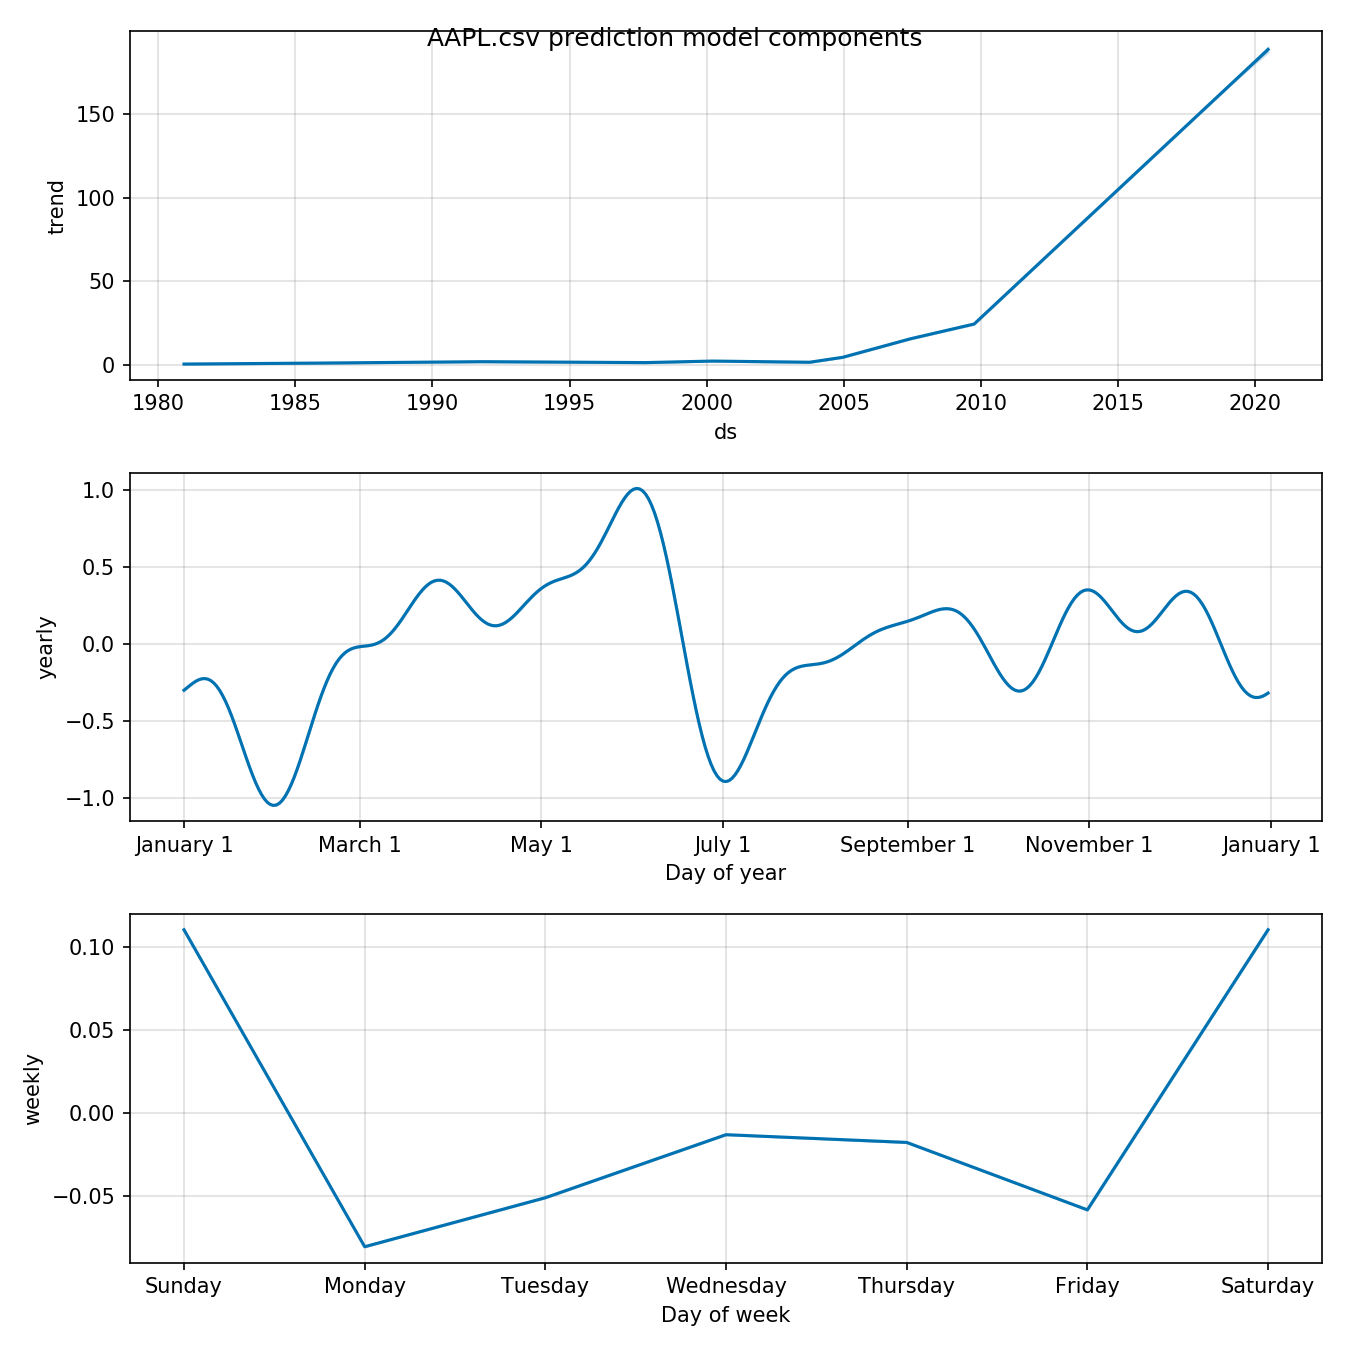 AAPL.csv prediction model components
150
100
50
0
trend
1980 1985 1990 1995 2000 2005 2010 2015 2020
ds
1.0
0.5
0.0
−0.5
−1.0
yearly
January 1 March 1 May 1 July 1 September 1 November 1 January 1
Day of year
0.10
0.05
0.00
−0.05
weekly
Sunday Monday Tuesday Wednesday Thursday Friday Saturday
Day of week